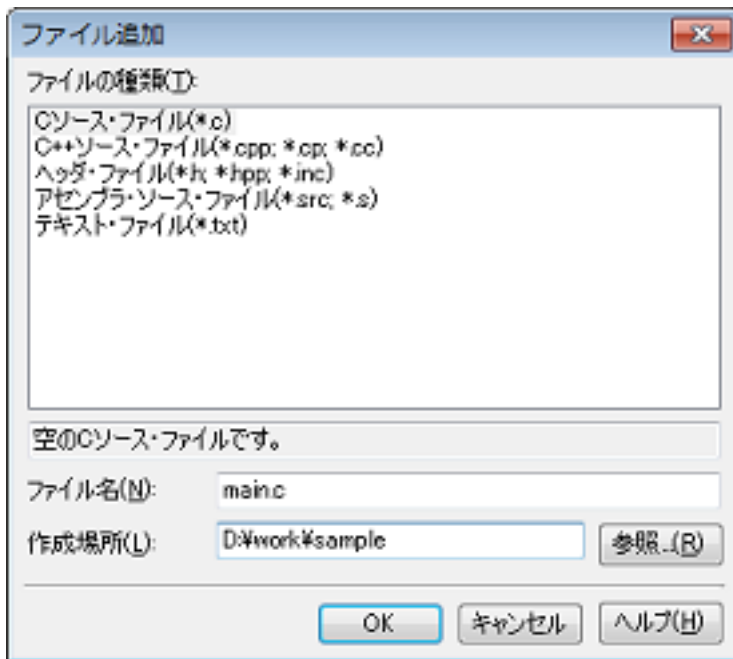 ファイル追加
ファイルの種類(T):
Cソース・ファイル(*.c)
C++ソース・ファイル(*.cpp; *.cp; *.cc)
ヘッダ・ファイル(*.h; *.hpp; *.inc)
アセンブラ・ソース・ファイル(*.src; *.s)
テキスト・ファイル(*.txt)
空のCソース・ファイルです。
ファイル名(N): main.c
作成場所(L): D:¥work¥sample 参照...(R)
OK キャンセル ヘルプ(H)